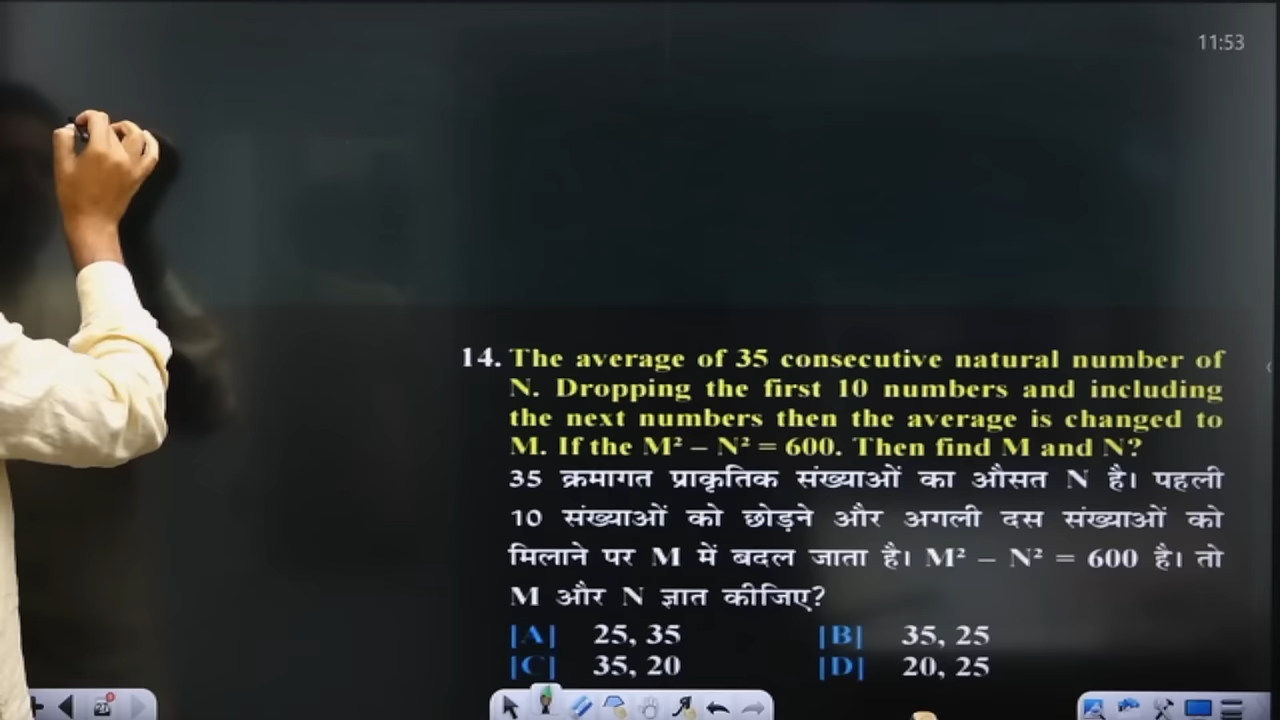 11:53
14. The average of 35 consecutive natural number of
N. Dropping the first 10 numbers and including
the next numbers then the average is changed to
M. If the M² – N² = 600. Then find M and N?
35 क्रमागत प्राकृतिक संख्याओं का औसत N है। पहली
10 संख्याओं को छोड़ने और अगली दस संख्याओं को
मिलाने पर M में बदल जाता है। M² – N² = 600 है। तो
M और N ज्ञात कीजिए?
[A] 25, 35 [B] 35, 25
[C] 35, 20 [D] 20, 25